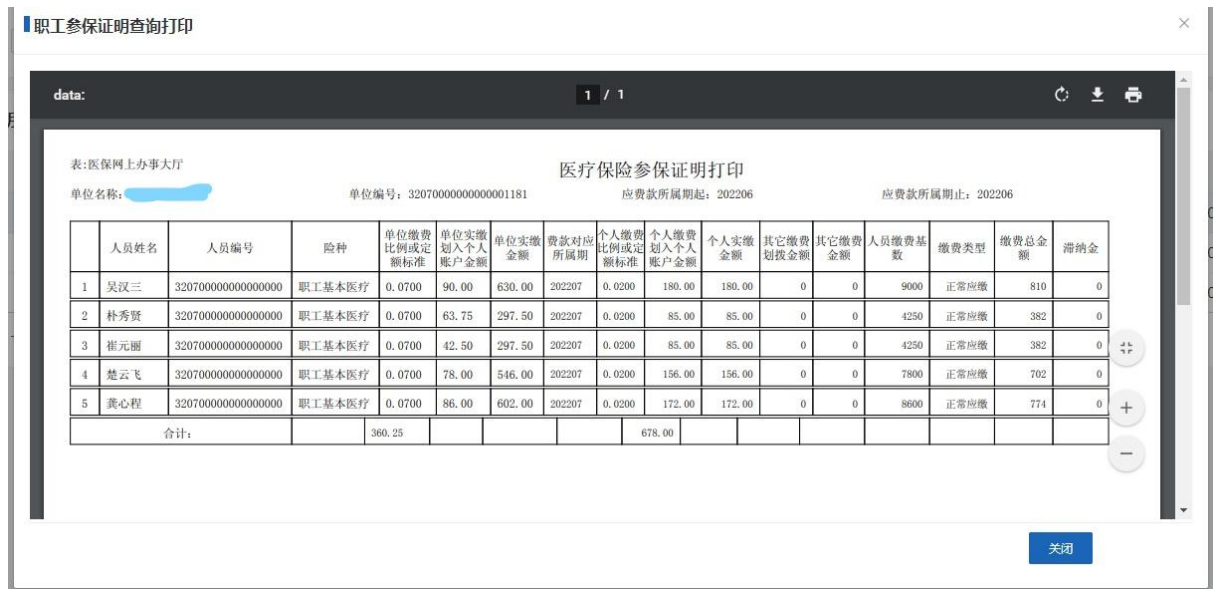 职工参保证明查询打印
data:
1 / 1
表:医保网上办事大厅
医疗保险参保证明打印
单位名称: 单位编号: 32070000000000001181 应费款所属期起: 202206 应费款所属期止: 202206
人员姓名 人员编号 险种 单位缴费比例或定额标准 单位实缴划入个人账户金额 单位实缴金额 费款对应所属期 个人缴费比例或定额标准 个人缴费划入个人账户金额 个人实缴金额 其它缴费划拨金额 其它缴费金额 人员缴费基数 缴费类型 缴费总金额 滞纳金
1 吴汉三 320700000000000000 职工基本医疗 0.0700 90.00 630.00 202207 0.0200 180.00 180.00 0 0 9000 正常应缴 810 0
2 朴秀贤 320700000000000000 职工基本医疗 0.0700 63.75 297.50 202207 0.0200 85.00 85.00 0 0 4250 正常应缴 382 0
3 崔元丽 320700000000000000 职工基本医疗 0.0700 42.50 297.50 202207 0.0200 85.00 85.00 0 0 4250 正常应缴 382 0
4 楚云飞 320700000000000000 职工基本医疗 0.0700 78.00 546.00 202207 0.0200 156.00 156.00 0 0 7800 正常应缴 702 0
5 龚心程 320700000000000000 职工基本医疗 0.0700 86.00 602.00 202207 0.0200 172.00 172.00 0 0 8600 正常应缴 774 0
合计: 360.25 678.00
关闭